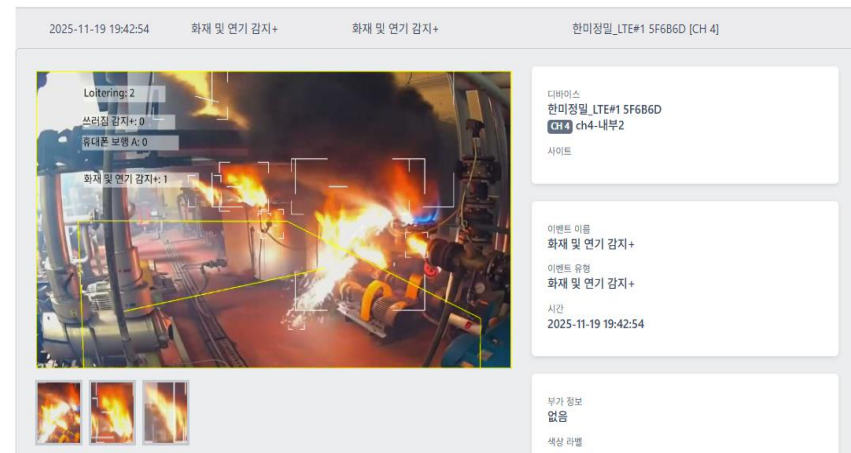 2025-11-19 19:42:54 화재 및 연기 감지+ 화재 및 연기 감지+ 한미정밀_LTE#1 5F6B6D [CH 4]
Loitering: 2
쓰러짐 감지+: 0
휴대폰 보행 A: 0
화재 및 연기 감지+: 1
디바이스
한미정밀_LTE#1 5F6B6D
CH 4 ch4-내부2
사이트
이벤트 이름
화재 및 연기 감지+
이벤트 유형
화재 및 연기 감지+
시간
2025-11-19 19:42:54
부가 정보
없음
색상 라벨